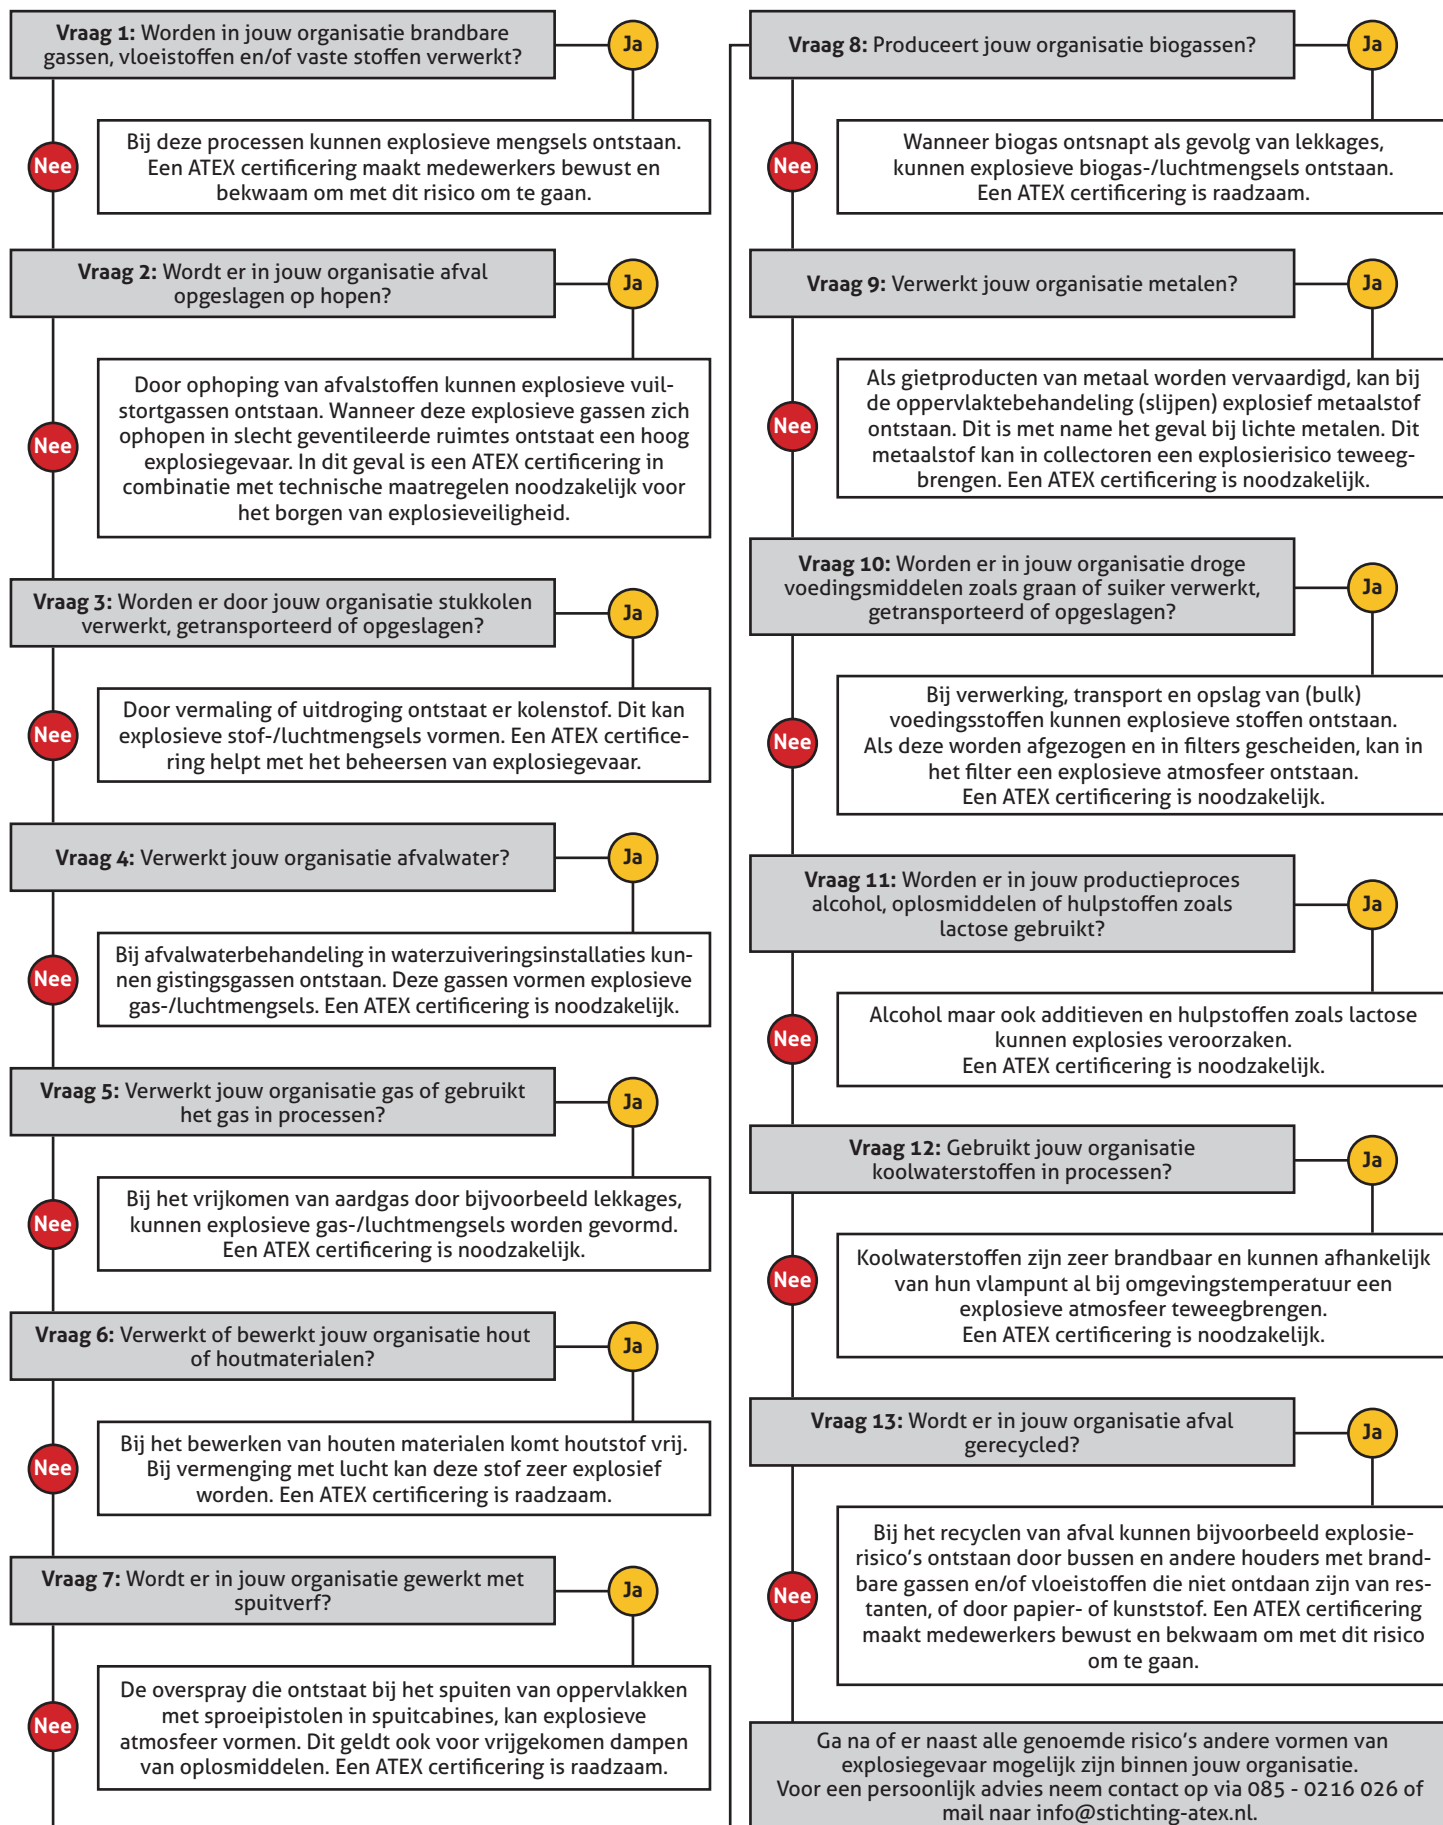 Vraag 1: Worden in jouw organisatie brandbare
gassen, vloeistoffen en/of vaste stoffen verwerkt?
Ja
Nee
Bij deze processen kunnen explosieve mengsels ontstaan.
Een ATEX certificering maakt medewerkers bewust en
bekwaam om met dit risico om te gaan.
Vraag 2: Wordt er in jouw organisatie afval
opgeslagen op hopen?
Ja
Nee
Door ophoping van afvalstoffen kunnen explosieve vuil-
stortgassen ontstaan. Wanneer deze explosieve gassen zich
ophopen in slecht geventileerde ruimtes ontstaat een hoog
explosiegevaar. In dit geval is een ATEX certificering in
combinatie met technische maatregelen noodzakelijk voor
het borgen van explosieveiligheid.
Vraag 3: Worden er door jouw organisatie stukkolen
verwerkt, getransporteerd of opgeslagen?
Ja
Nee
Door vermaling of uitdroging ontstaat er kolenstof. Dit kan
explosieve stof-/luchtmengsels vormen. Een ATEX certifice-
ring helpt met het beheersen van explosiegevaar.
Vraag 4: Verwerkt jouw organisatie afvalwater?
Ja
Nee
Bij afvalwaterbehandeling in waterzuiveringsinstallaties kun-
nen gistingsgassen ontstaan. Deze gassen vormen explosieve
gas-/luchtmengsels. Een ATEX certificering is noodzakelijk.
Vraag 5: Verwerkt jouw organisatie gas of gebruikt
het gas in processen?
Ja
Nee
Bij het vrijkomen van aardgas door bijvoorbeeld lekkages,
kunnen explosieve gas-/luchtmengsels worden gevormd.
Een ATEX certificering is noodzakelijk.
Vraag 6: Verwerkt of bewerkt jouw organisatie hout
of houtmaterialen?
Ja
Nee
Bij het bewerken van houten materialen komt houtstof vrij.
Bij vermenging met lucht kan deze stof zeer explosief
worden. Een ATEX certificering is raadzaam.
Vraag 7: Wordt er in jouw organisatie gewerkt met
spuitverf?
Ja
Nee
De overspray die ontstaat bij het spuiten van oppervlakken
met sproeipistolen in spuitcabines, kan explosieve
atmosfeer vormen. Dit geldt ook voor vrijgekomen dampen
van oplosmiddelen. Een ATEX certificering is raadzaam.
Vraag 8: Produceert jouw organisatie biogassen?
Ja
Nee
Wanneer biogas ontsnapt als gevolg van lekkages,
kunnen explosieve biogas-/luchtmengsels ontstaan.
Een ATEX certificering is raadzaam.
Vraag 9: Verwerkt jouw organisatie metalen?
Ja
Nee
Als gietproducten van metaal worden vervaardigd, kan bij
de oppervlaktebehandeling (slijpen) explosief metaalstof
ontstaan. Dit is met name het geval bij lichte metalen. Dit
metaalstof kan in collectoren een explosierisico teweeg-
brengen. Een ATEX certificering is noodzakelijk.
Vraag 10: Worden er in jouw organisatie droge
voedingsmiddelen zoals graan of suiker verwerkt,
getransporteerd of opgeslagen?
Ja
Nee
Bij verwerking, transport en opslag van (bulk)
voedingsstoffen kunnen explosieve stoffen ontstaan.
Als deze worden afgezogen en in filters gescheiden, kan in
het filter een explosieve atmosfeer ontstaan.
Een ATEX certificering is noodzakelijk.
Vraag 11: Worden er in jouw productieproces
alcohol, oplosmiddelen of hulpstoffen zoals
lactose gebruikt?
Ja
Nee
Alcohol maar ook additieven en hulpstoffen zoals lactose
kunnen explosies veroorzaken.
Een ATEX certificering is noodzakelijk.
Vraag 12: Gebruikt jouw organisatie
koolwaterstoffen in processen?
Ja
Nee
Koolwaterstoffen zijn zeer brandbaar en kunnen afhankelijk
van hun vlampunt al bij omgevingstemperatuur een
explosieve atmosfeer teweegbrengen.
Een ATEX certificering is noodzakelijk.
Vraag 13: Wordt er in jouw organisatie afval
gerecycled?
Ja
Nee
Bij het recyclen van afval kunnen bijvoorbeeld explosie-
risico's ontstaan door bussen en andere houders met brand-
bare gassen en/of vloeistoffen die niet ontdaan zijn van res-
tanten, of door papier- of kunststof. Een ATEX certificering
maakt medewerkers bewust en bekwaam om met dit risico
om te gaan.
Ga na of er naast alle genoemde risico's andere vormen van
explosiegevaar mogelijk zijn binnen jouw organisatie.
Voor een persoonlijk advies neem contact op via 085 - 0216 026 of
mail naar info@stichting-atex.nl.